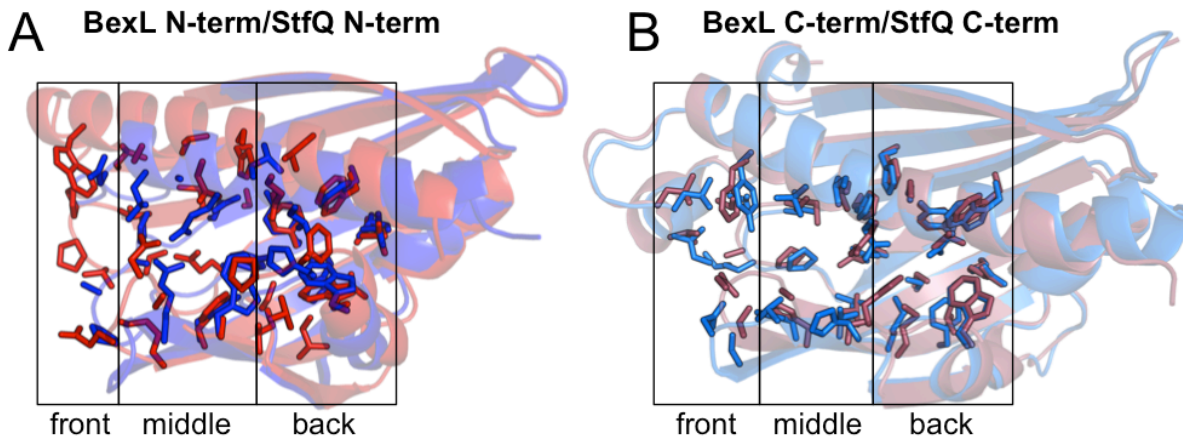 A
BexL N-term/StfQ N-term
front
middle
back
B
BexL C-term/StfQ C-term
front
middle
back